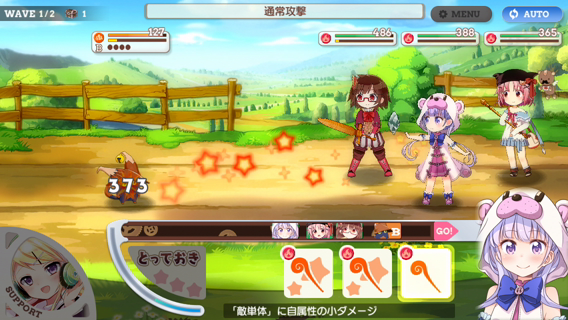 WAVE 1/2 1
通常攻撃
MENU
AUTO
127
B
486
388
365
373
B
GO!
とっておき
SUPPORT
「敵単体」に自属性の小ダメージ